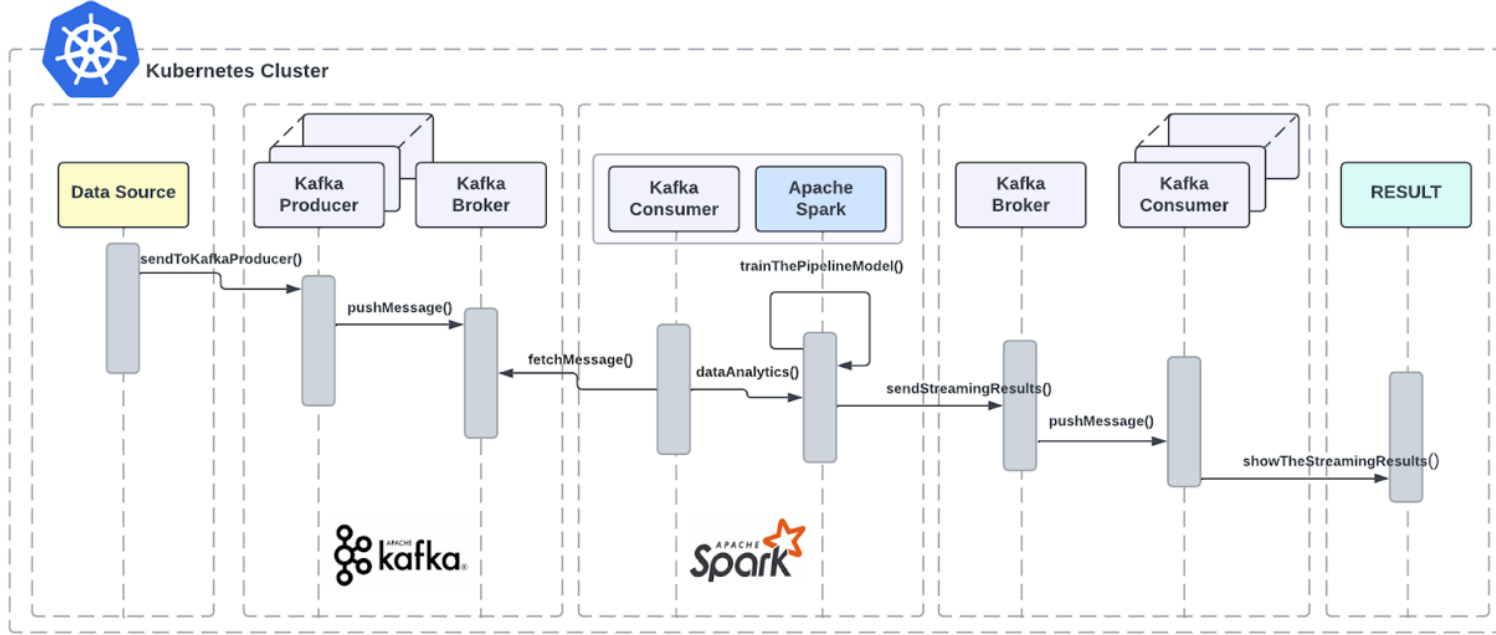 Kubernetes Cluster
Data Source
Kafka
Producer
Kafka
Broker
Kafka
Consumer
Apache
Spark
Kafka
Broker
Kafka
Consumer
RESULT
sendToKafkaProducer()
pushMessage()
fetchMessage()
dataAnalytics()
trainThePipelineModel()
sendStreamingResults()
pushMessage()
showTheStreamingResults()
APACHE
kafka®
APACHE
Spark